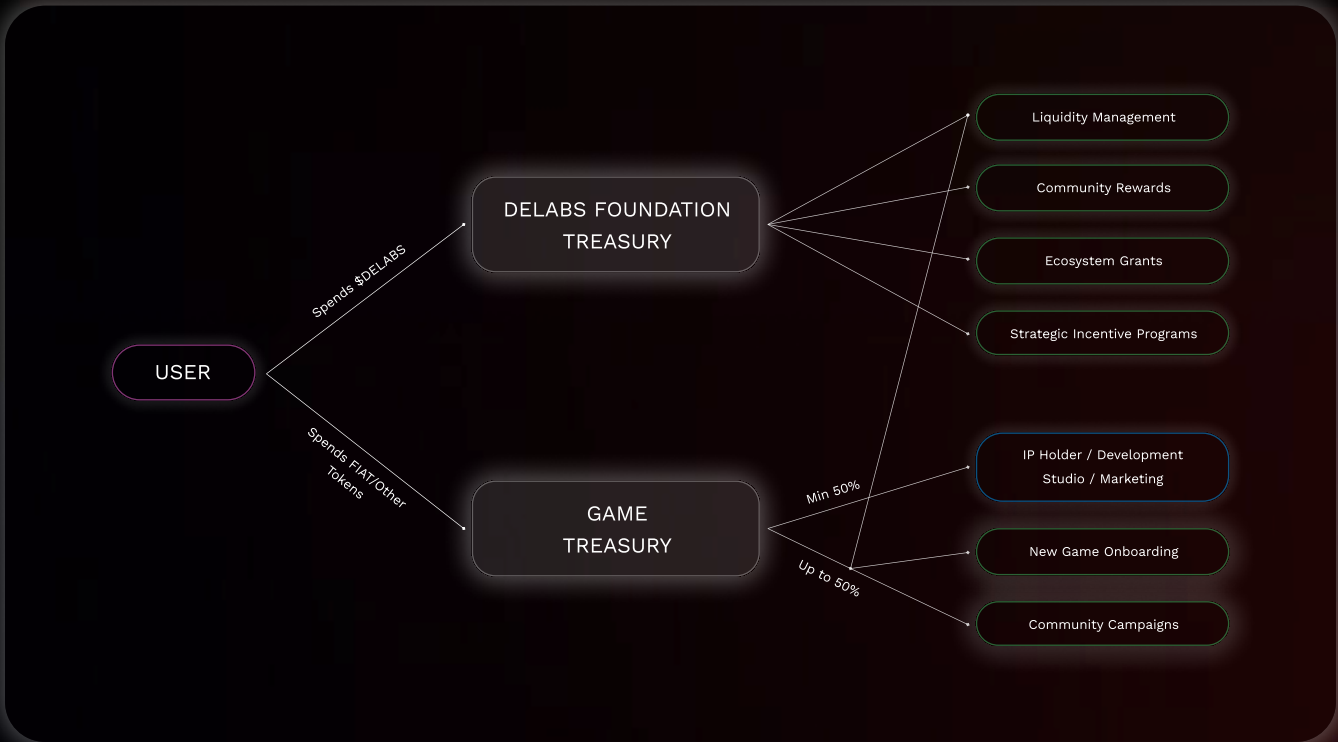 Liquidity Management
Community Rewards
DELABS FOUNDATION
TREASURY
Spends $DELABS
Ecosystem Grants
Strategic Incentive Programs
USER
Spends FIAT/Other
Tokens
IP Holder / Development
Studio / Marketing
Min 50%
GAME
TREASURY
New Game Onboarding
Up to 50%
Community Campaigns